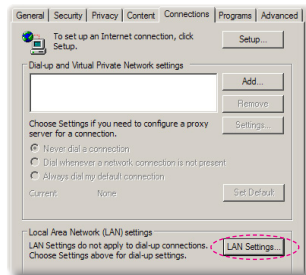 General Security Privacy Content Connections Programs Advanced
To set up an Internet connection, click
Setup.
Setup...
Dial-up and Virtual Private Network settings
Add...
Remove
Choose Settings if you need to configure a proxy
server for a connection.
Settings...
Never dial a connection
Dial whenever a network connection is not present
Always dial my default connection
Current: None
Set Default
Local Area Network (LAN) settings
LAN Settings do not apply to dial-up connections.
Choose Settings above for dial-up settings.
LAN Settings...